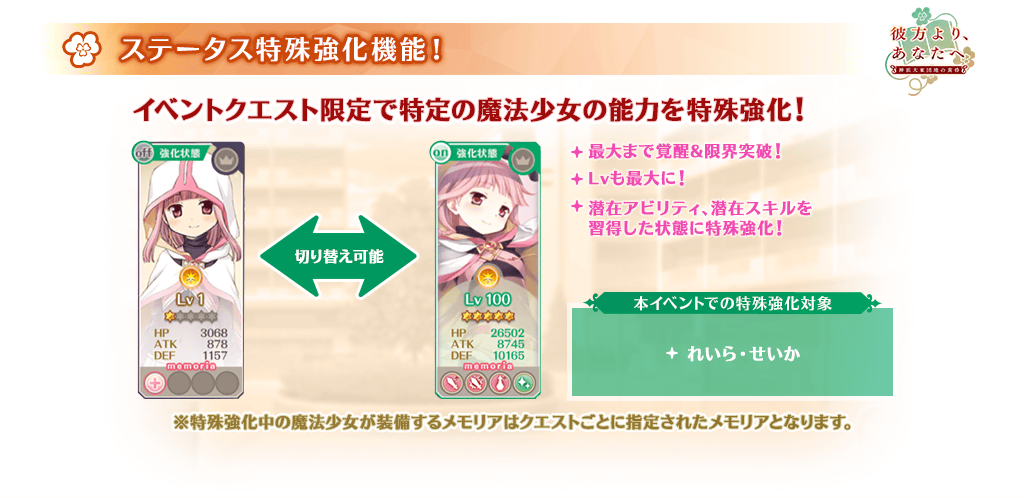 ステータス特殊強化機能!
彼方より、
あなたへ
イベントクエスト限定で特定の魔法少女の能力を特殊強化!
off 強化状態
Lv 1
HP 3068
ATK 878
DEF 1157
memoria
切り替え可能
on 強化状態
Lv 100
HP 26502
ATK 8745
DEF 10165
memoria
最大まで覚醒&限界突破!
Lvも最大に!
潜在アビリティ、潜在スキルを
習得した状態に特殊強化!
本イベントでの特殊強化対象
れいら・せいか
※特殊強化中の魔法少女が装備するメモリアはクエストごとに指定されたメモリアとなります。